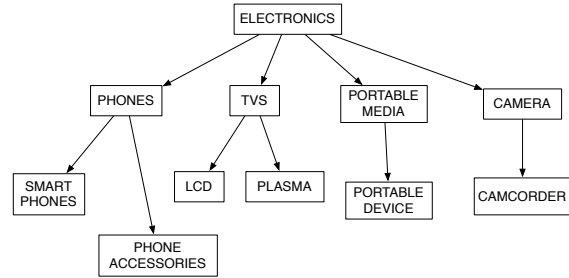 ELECTRONICS
PHONES
TVS
PORTABLE
MEDIA
CAMERA
SMART
PHONES
LCD
PLASMA
PORTABLE
DEVICE
CAMCORDER
PHONE
ACCESSORIES